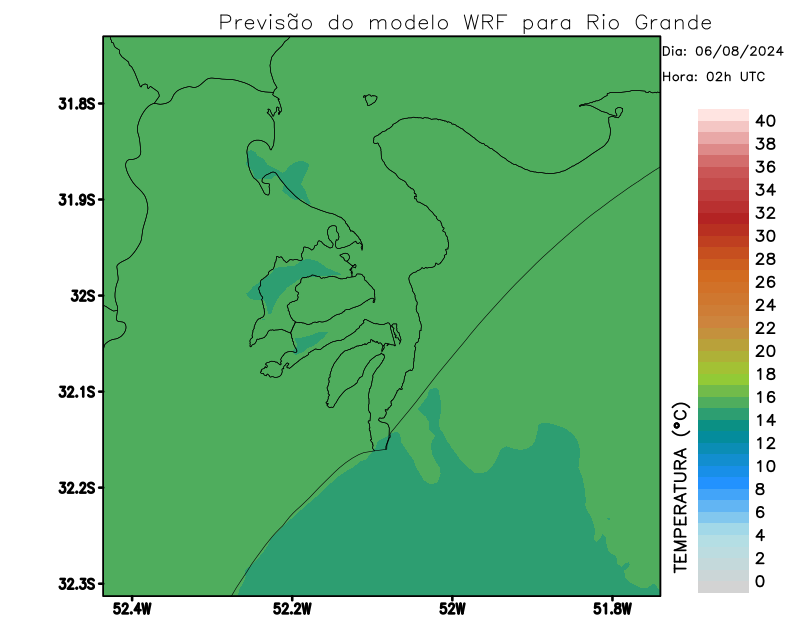 Previsão do modelo WRF para Rio Grande
Dia: 06/08/2024
Hora: 02h UTC
31.8S
31.9S
32S
32.1S
32.2S
32.3S
52.4W
52.2W
52W
51.8W
TEMPERATURA (°C)
40
38
36
34
32
30
28
26
24
22
20
18
16
14
12
10
8
6
4
2
0